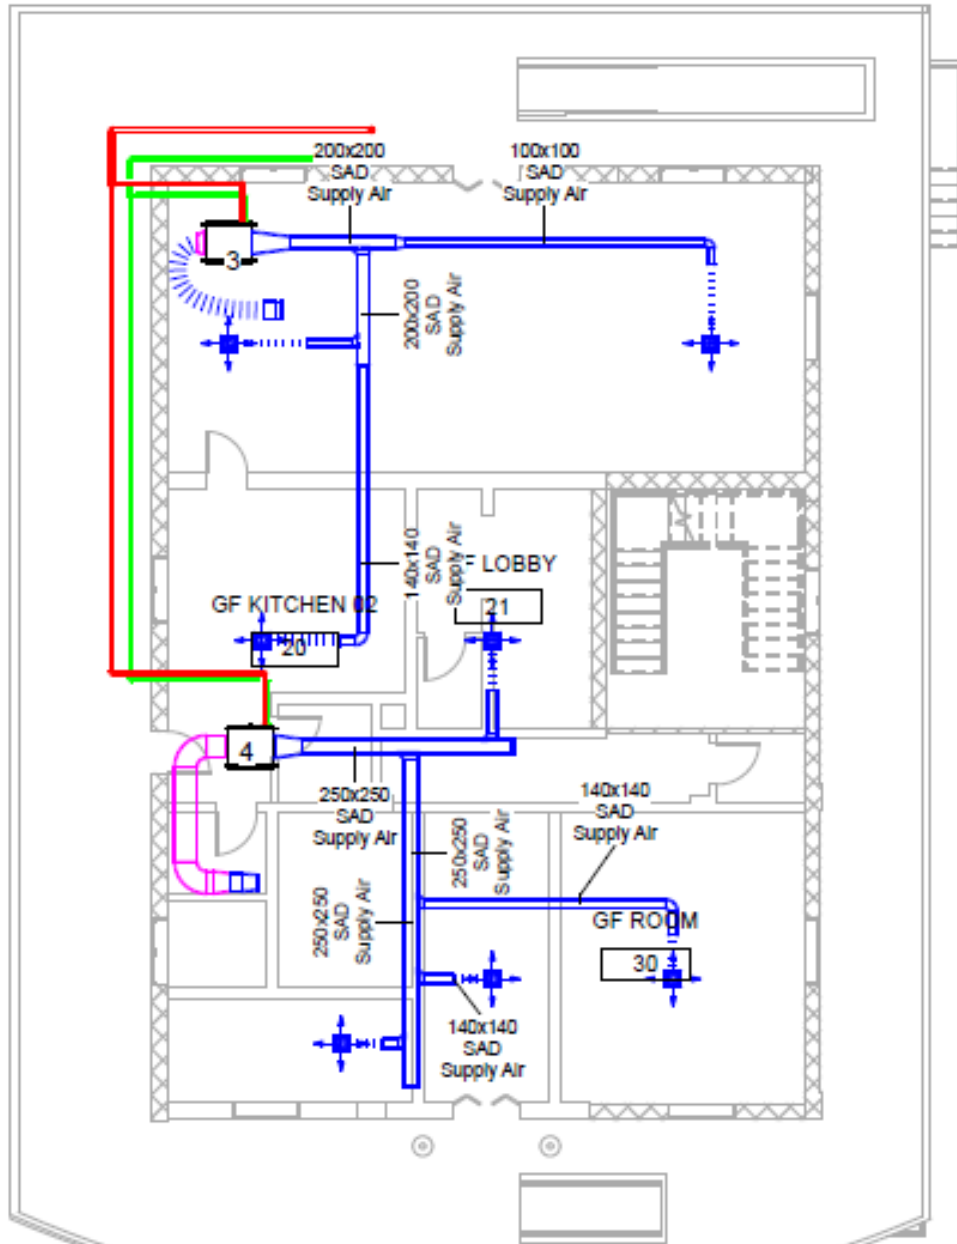 200x200
SAD
Supply Air
100x100
SAD
Supply Air
3
200x200
SAD
Supply Air
140x140
SAD
Supply Air
F LOBBY
21
GF KITCHEN 02
20
4
250x250
SAD
Supply Air
250x250
SAD
Supply Air
140x140
SAD
Supply Air
250x250
SAD
Supply Air
GF ROOM
30
140x140
SAD
Supply Air